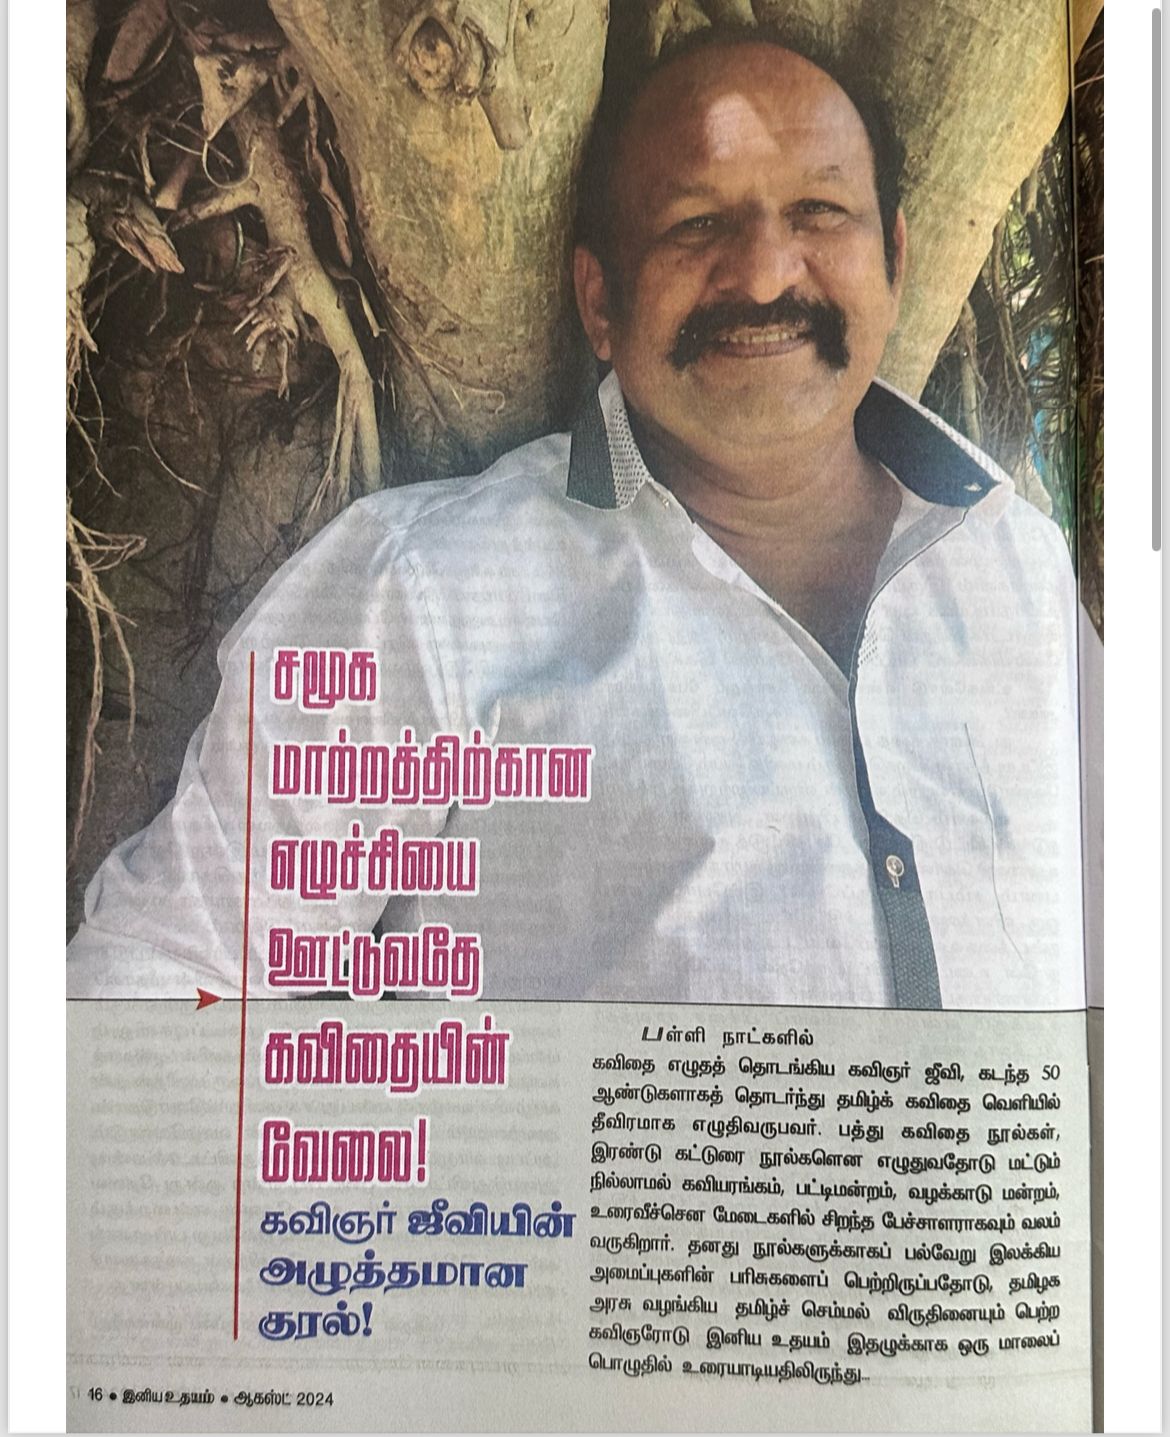 சமூக
மாற்றத்திற்கான
எழுச்சியை
ஊட்டுவதே
கவிதையின்
வேலை!
கவிஞர் ஜீவியின்
அழுத்தமான
குரல்!
பள்ளி நாட்களில்
கவிதை எழுதத் தொடங்கிய கவிஞர் ஜீவி, கடந்த 50
ஆண்டுகளாகத் தொடர்ந்து தமிழ்க் கவிதை வெளியில்
தீவிரமாக எழுதிவருபவர். பத்து கவிதை நூல்கள்,
இரண்டு கட்டுரை நூல்களென எழுதுவதோடு மட்டும்
நில்லாமல் கவியரங்கம், பட்டிமன்றம், வழக்காடு மன்றம்,
உரைவீச்சென மேடைகளில் சிறந்த பேச்சாளராகவும் வலம்
வருகிறார். தனது நூல்களுக்காகப் பல்வேறு இலக்கிய
அமைப்புகளின் பரிசுகளைப் பெற்றிருப்பதோடு, தமிழக
அரசு வழங்கிய தமிழ்ச் செம்மல் விருதினையும் பெற்ற
கவிஞரோடு இனிய உதயம் இதழுக்காக ஒரு மாலைப்
பொழுதில் உரையாடியதிலிருந்து...
16 ● இனிய உதயம் ● ஆகஸ்ட் 2024